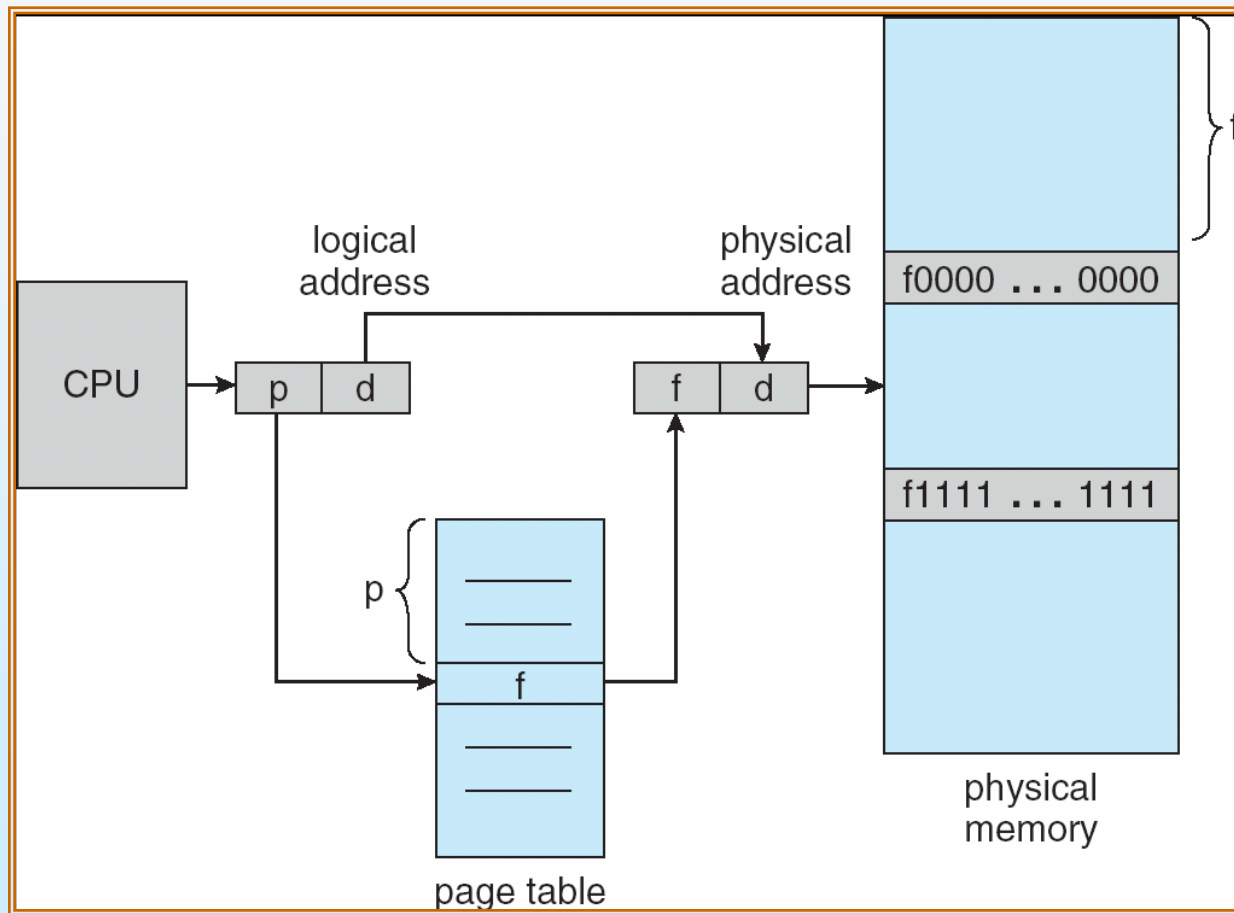 f
logical
address
physical
address
f0000 ... 0000
CPU
p d
f d
f1111 ... 1111
p
f
physical
memory
page table